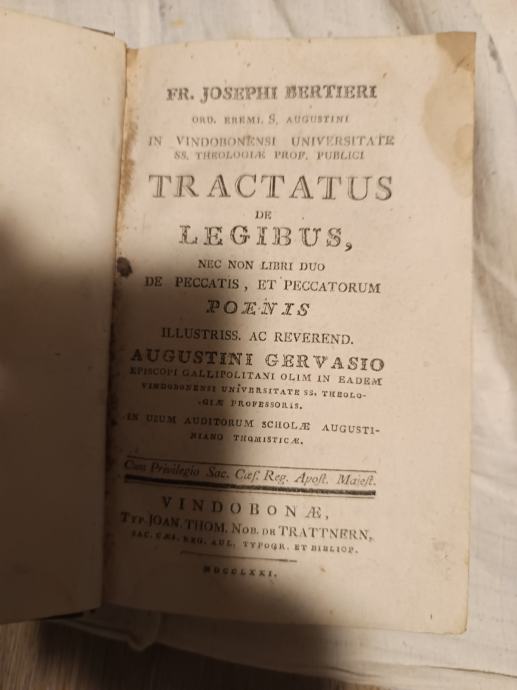 FR. JOSEPHI BERTIERI
ORD. EREMI. S. AUGUSTINI
IN VINDOBONENSI UNIVERSITATE
SS. THEOLOGIÆ PROF. PUBLICI
TRACTATUS
DE
LEGIBUS,
NEC NON LIBRI DUO
DE PECCATIS, ET PECCATORUM
POENIS
ILLUSTRISS. AC REVEREND.
AUGUSTINI GERVASIO
EPISCOPI GALLIPOLITANI OLIM IN EADEM
VINDOBONENSI UNIVERSITATE SS. THEOLO-
GIÆ PROFESSORIS.
IN USUM AUDITORUM SCHOLÆ AUGUSTI-
NIANO THOMISTICÆ.
Cum Privilegio Sac. Cæſ. Reg. Apoſt. Majeſt.
VINDOBONÆ,
TYP. JOAN. THOM. NOB. DE TRATTNERN,
SAC. CÆS. REG. AUL. TYPOGR. ET BIBLIOP.
MDCCLXXI.